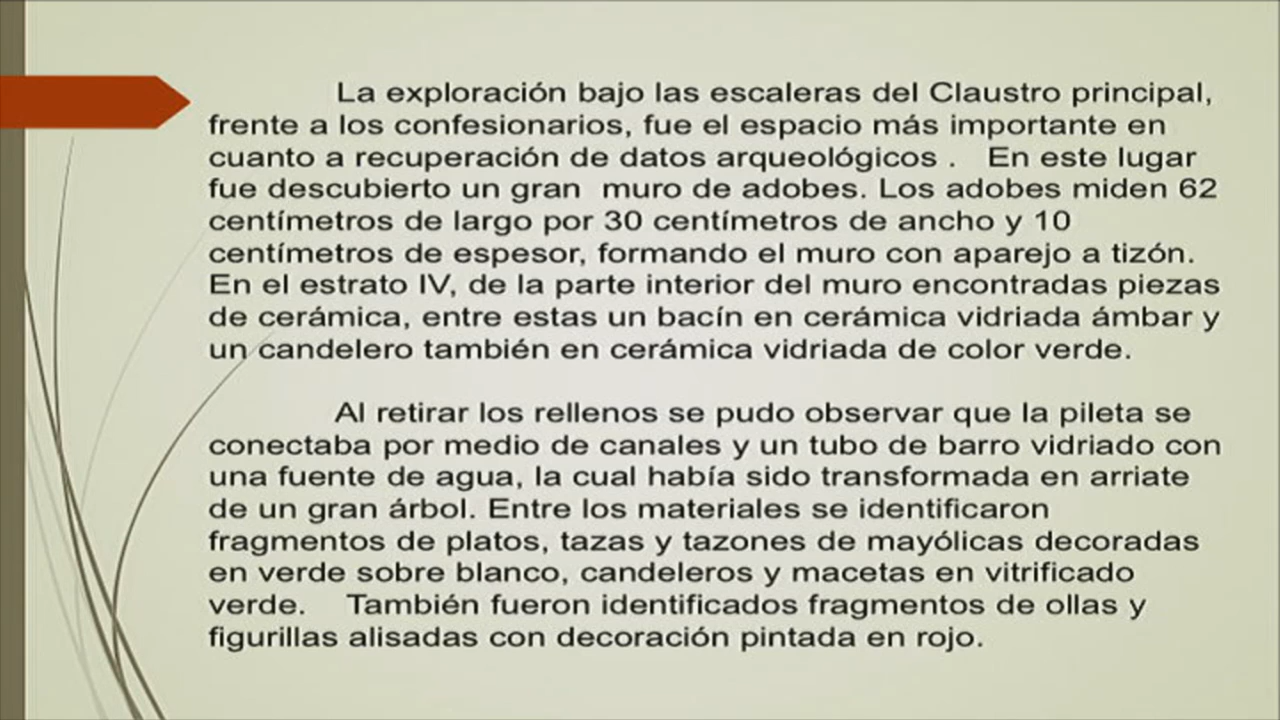 La exploración bajo las escaleras del Claustro principal,
frente a los confesionarios, fue el espacio más importante en
cuanto a recuperación de datos arqueológicos .   En este lugar
fue descubierto un gran  muro de adobes. Los adobes miden 62
centímetros de largo por 30 centímetros de ancho y 10
centímetros de espesor, formando el muro con aparejo a tizón.
En el estrato IV, de la parte interior del muro encontradas piezas
de cerámica, entre estas un bacín en cerámica vidriada ámbar y
un candelero también en cerámica vidriada de color verde.
Al retirar los rellenos se pudo observar que la pileta se
conectaba por medio de canales y un tubo de barro vidriado con
una fuente de agua, la cual había sido transformada en arriate
de un gran árbol. Entre los materiales se identificaron
fragmentos de platos, tazas y tazones de mayólicas decoradas
en verde sobre blanco, candeleros y macetas en vitrificado
verde.    También fueron identificados fragmentos de ollas y
figurillas alisadas con decoración pintada en rojo.